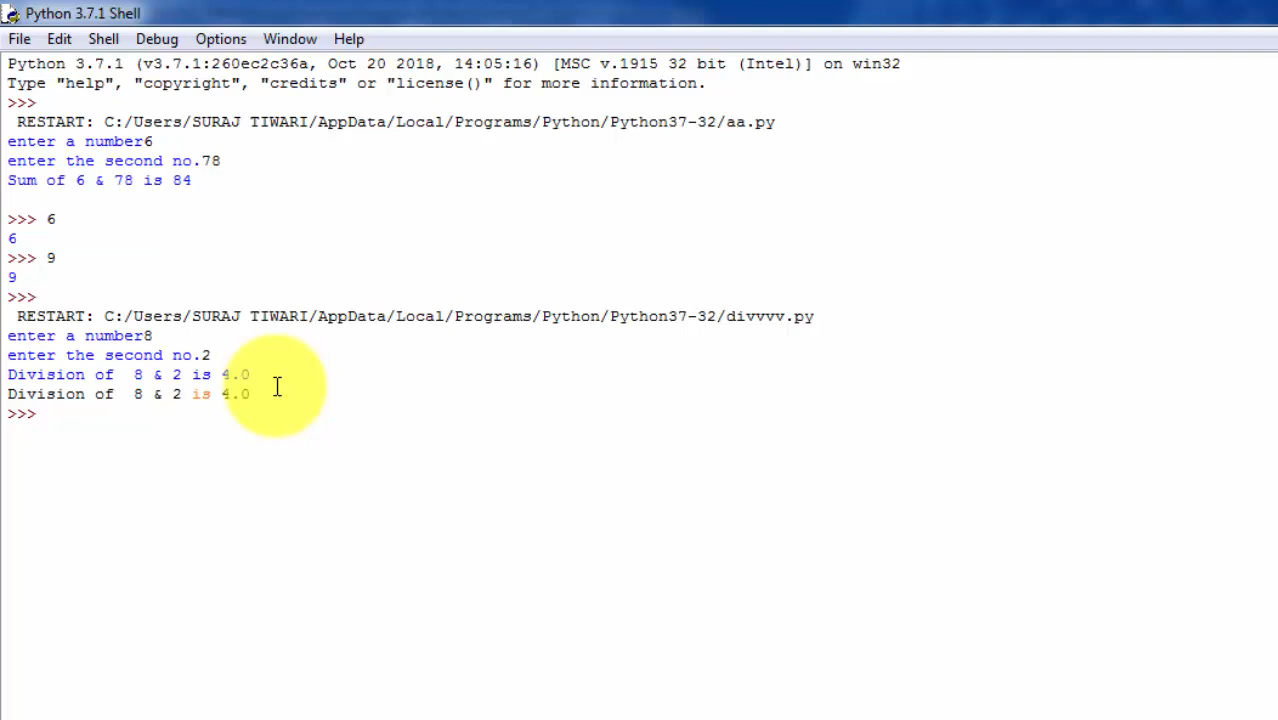 Python 3.7.1 Shell
File Edit Shell Debug Options Window Help
Python 3.7.1 (v3.7.1:260ec2c36a, Oct 20 2018, 14:05:16) [MSC v.1915 32 bit (Intel)] on win32
Type "help", "copyright", "credits" or "license()" for more information.
>>>
RESTART: C:/Users/SURAJ TIWARI/AppData/Local/Programs/Python/Python37-32/aa.py
enter a number6
enter the second no.78
Sum of 6 & 78 is 84
>>> 6
6
>>> 9
9
>>>
RESTART: C:/Users/SURAJ TIWARI/AppData/Local/Programs/Python/Python37-32/divvvv.py
enter a number8
enter the second no.2
Division of  8 & 2 is 4.0
Division of  8 & 2 is 4.0
>>>